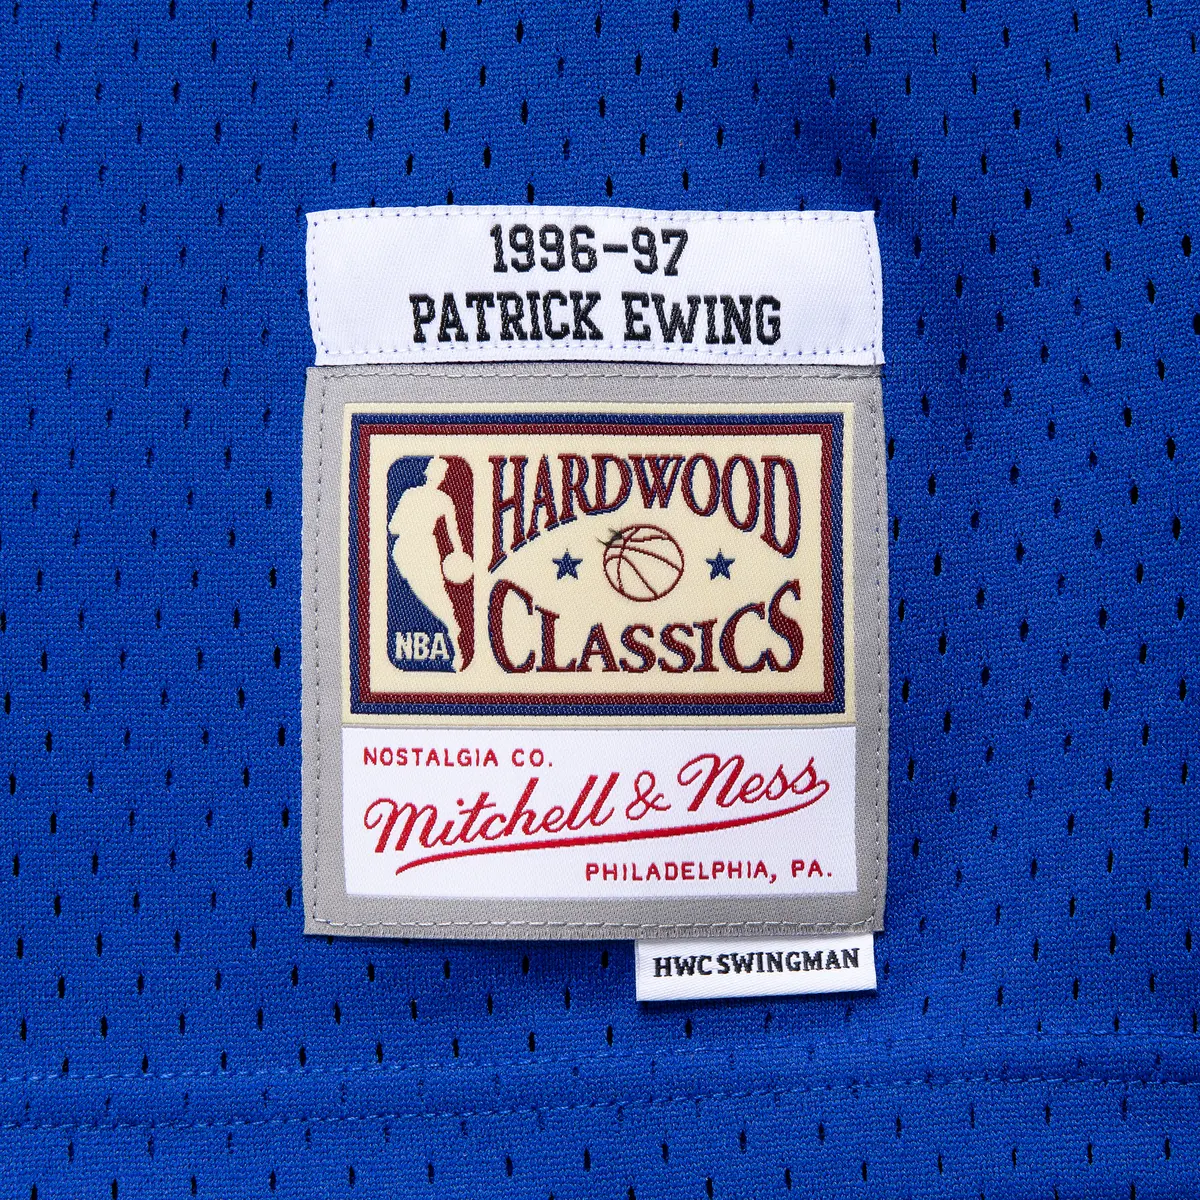 1996-97
PATRICK EWING
HARDWOOD
CLASSICS
NBA
NOSTALGIA CO.
Mitchell & Ness
PHILADELPHIA, PA.
HWC SWINGMAN